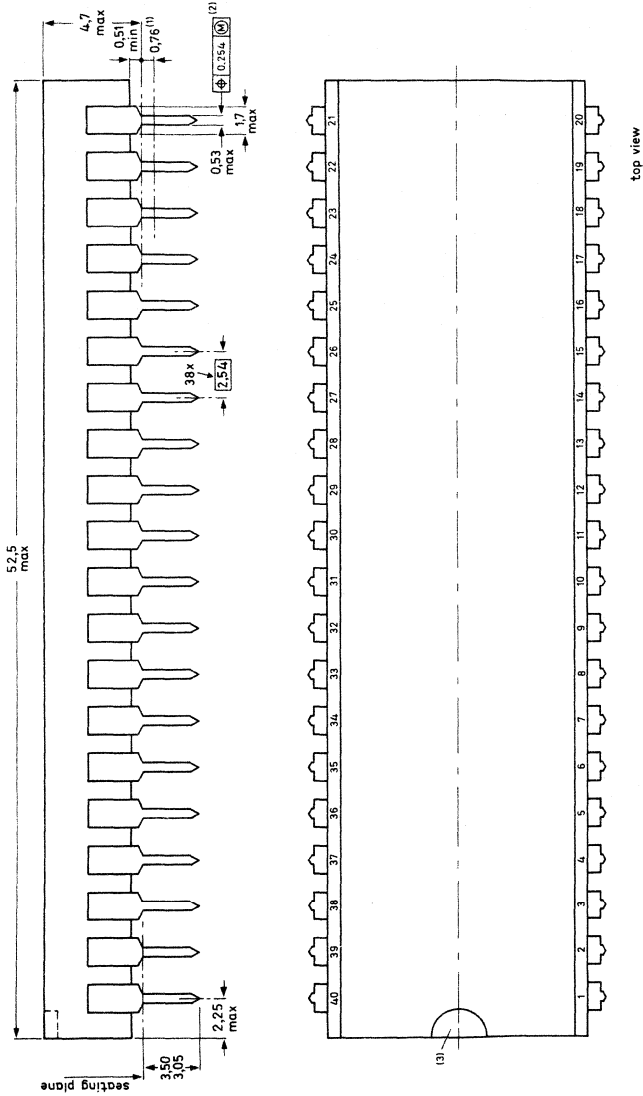 4,7
max
0,51
min
0,76(1)
⌖ 0.254 Ⓜ (2)
1,7
max
0,53
max
52,5
max
38x
2,54
2,25
max
3,50
3,05
seating plane
40 39 38 37 36 35 34 33 32 31 30 29 28 27 26 25 24 23 22 21
1 2 3 4 5 6 7 8 9 10 11 12 13 14 15 16 17 18 19 20
(3)
top view